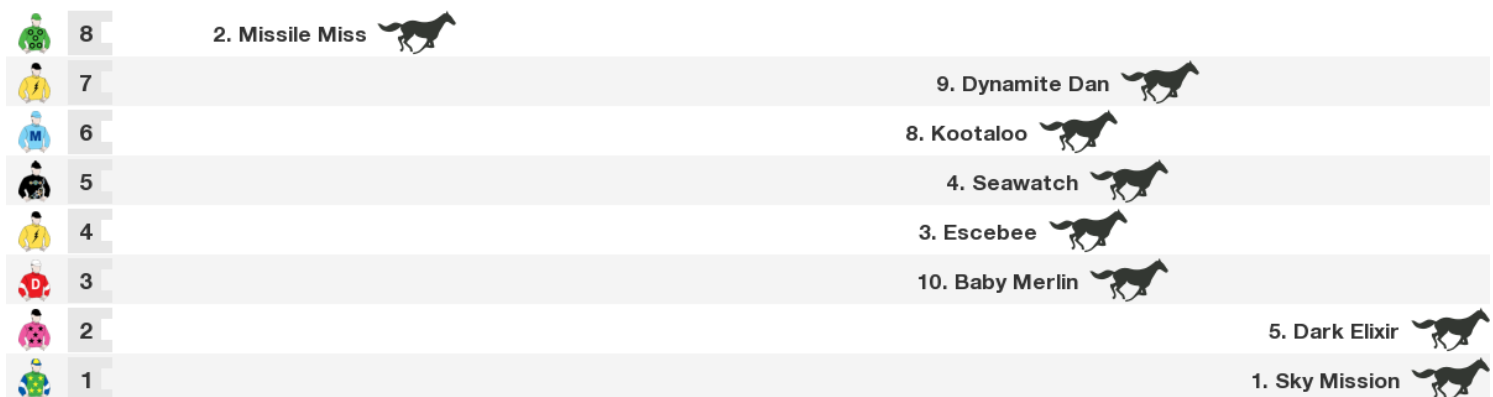 8 2. Missile Miss
7 9. Dynamite Dan
M 6 8. Kootaloo
5 4. Seawatch
4 3. Escebee
D 3 10. Baby Merlin
2 5. Dark Elixir
1 1. Sky Mission